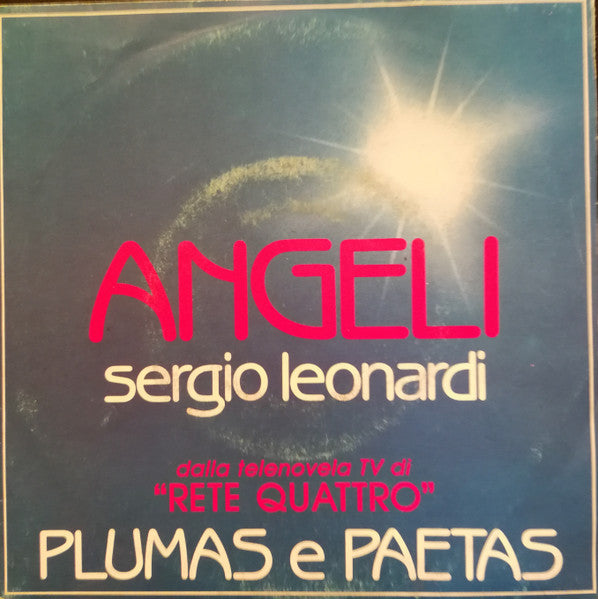 ANGELI
sergio leonardi
dalla telenovela TV di
"RETE QUATTRO"
PLUMAS e PAETAS